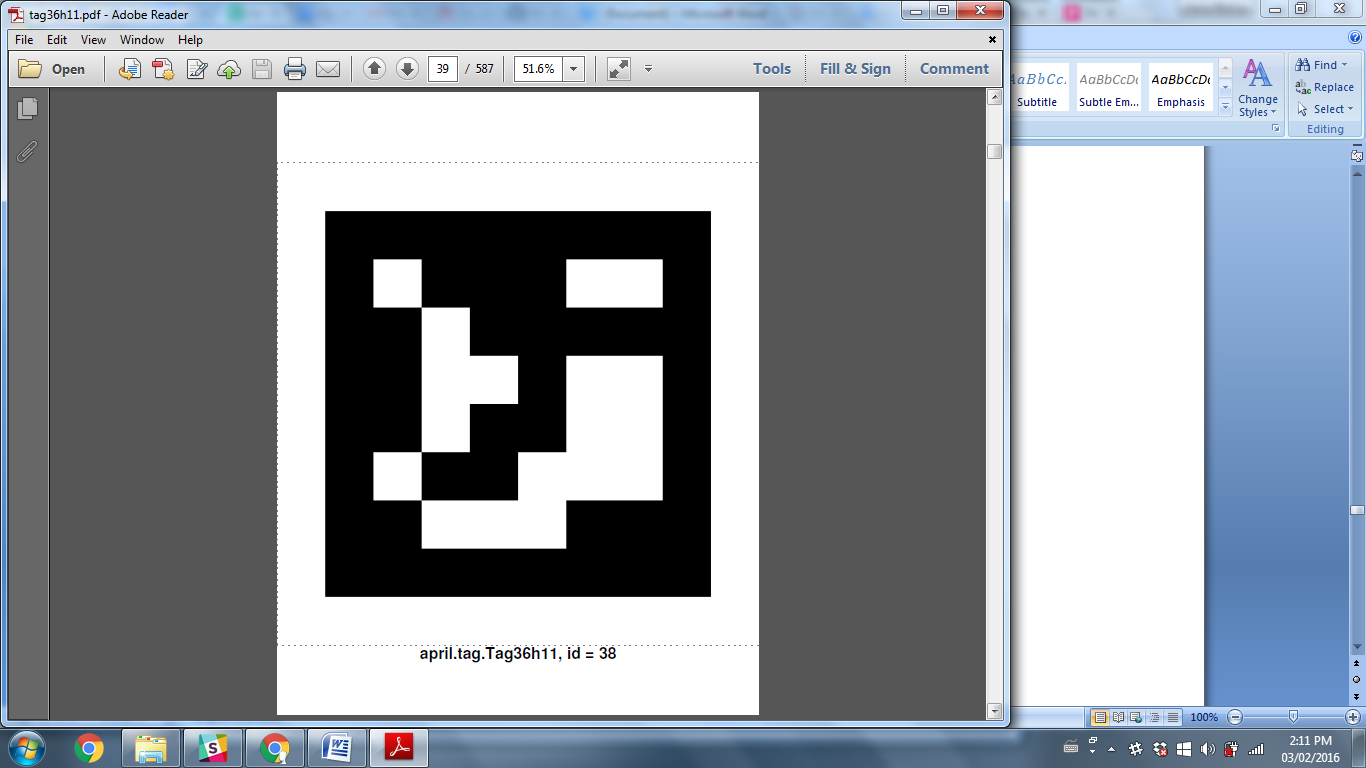 tag36h11.pdf - Adobe Reader
File Edit View Window Help
Open 39 / 587 51.6% Tools Fill & Sign Comment
AaBbCc. AaBbCcDc AaBbCcDc
Subtitle Subtle Em... Emphasis
Change Styles
Find
Replace
Select
Editing
april.tag.Tag36h11, id = 38
100%
2:11 PM
03/02/2016